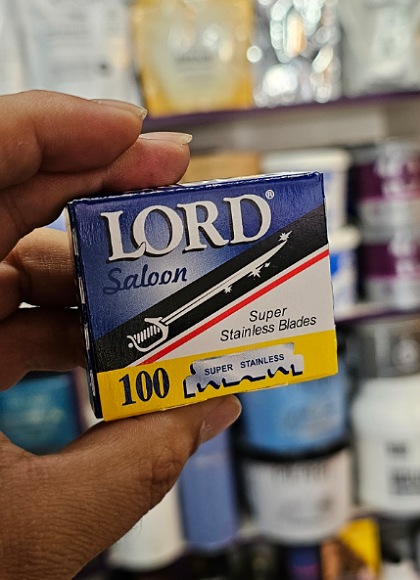 LORD®
Saloon
Super
Stainless Blades
100
SUPER STAINLESS